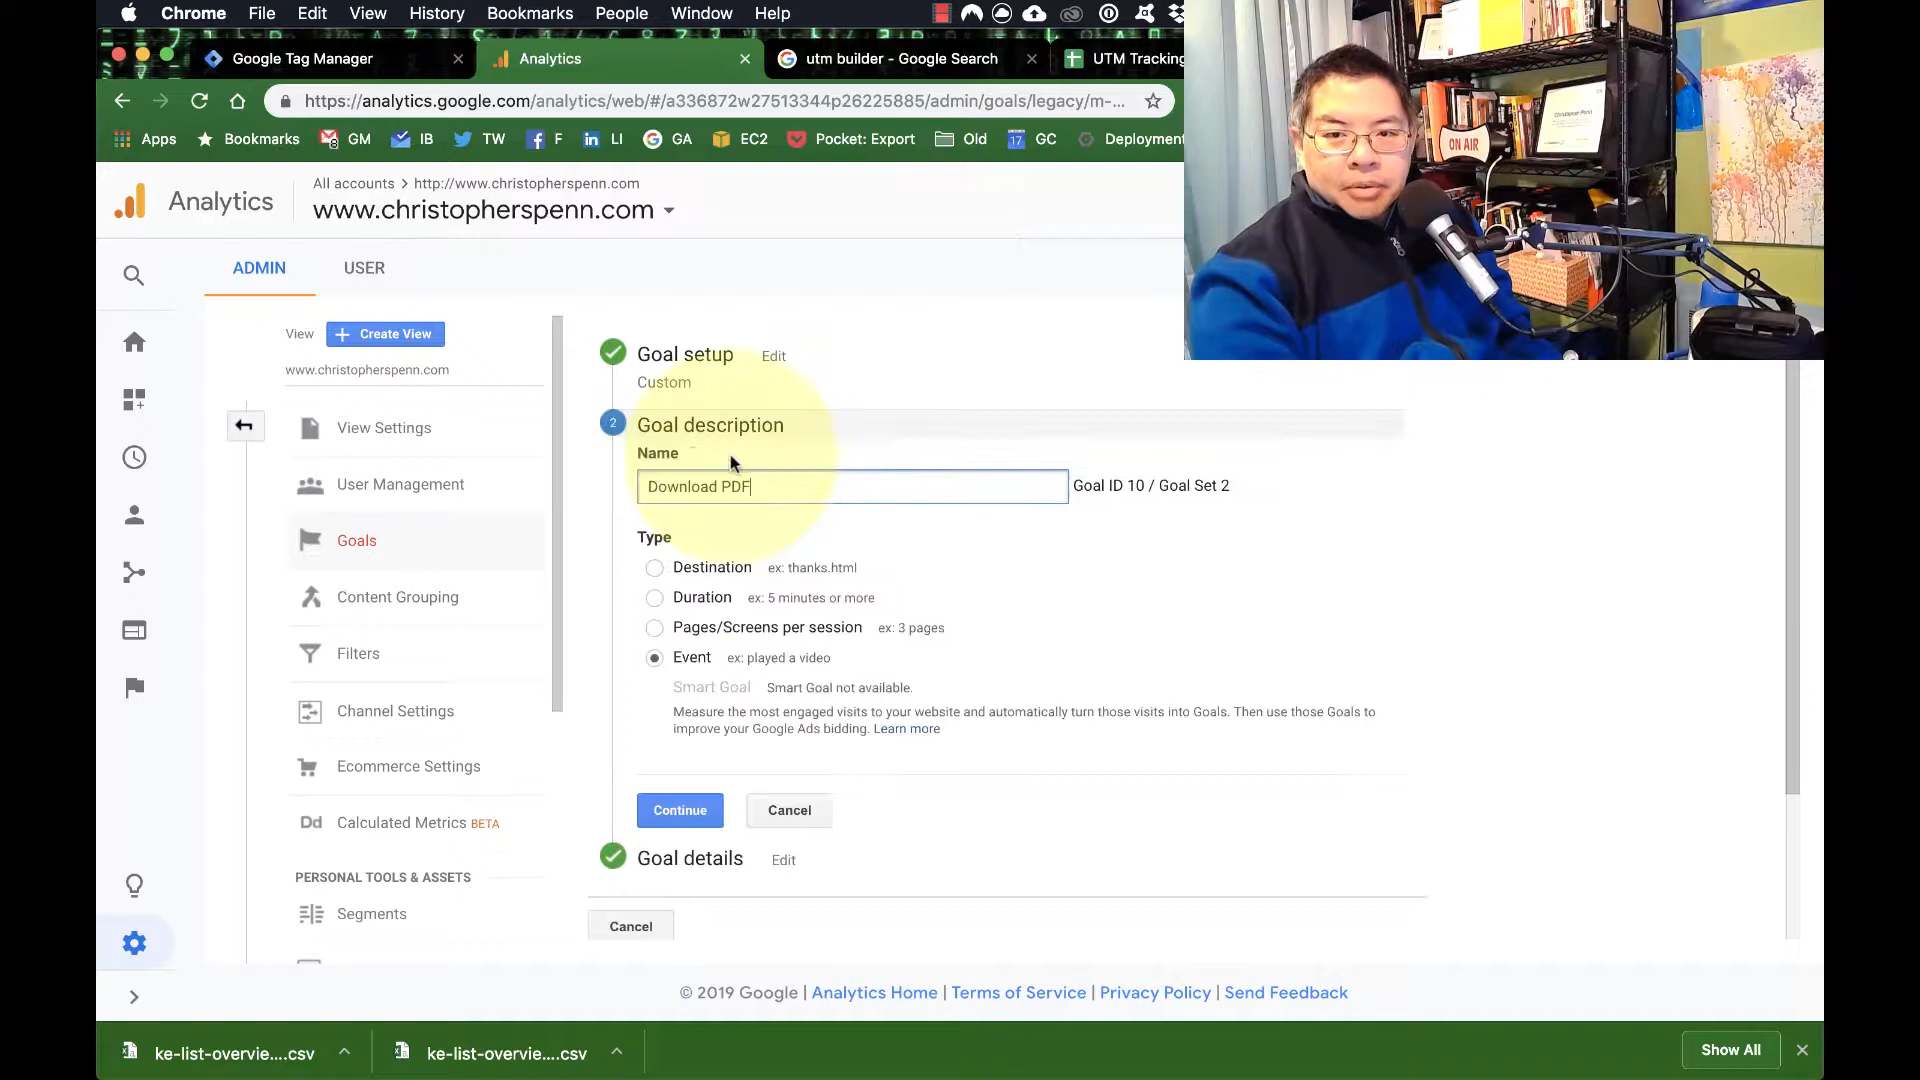 Chrome File Edit View History Bookmarks People Window Help
Google Tag Manager
Analytics
utm builder - Google Search
UTM Tracking
https://analytics.google.com/analytics/web/#/a336872w27513344p26225885/admin/goals/legacy/m-...
Apps Bookmarks GM IB TW F LI GA EC2 Pocket: Export Old GC Deployment
ON AIR
Analytics
All accounts > http://www.christopherspenn.com
www.christopherspenn.com
ADMIN USER
View + Create View
www.christopherspenn.com
View Settings
User Management
Goals
Content Grouping
Filters
Channel Settings
Ecommerce Settings
Dd Calculated Metrics BETA
PERSONAL TOOLS & ASSETS
Segments
Goal setup Edit
Custom
2 Goal description
Name
Download PDF Goal ID 10 / Goal Set 2
Type
Destination ex: thanks.html
Duration ex: 5 minutes or more
Pages/Screens per session ex: 3 pages
Event ex: played a video
Smart Goal Smart Goal not available.
Measure the most engaged visits to your website and automatically turn those visits into Goals. Then use those Goals to
improve your Google Ads bidding. Learn more
Continue Cancel
Goal details Edit
Cancel
© 2019 Google | Analytics Home | Terms of Service | Privacy Policy | Send Feedback
ke-list-overvie....csv ke-list-overvie....csv Show All